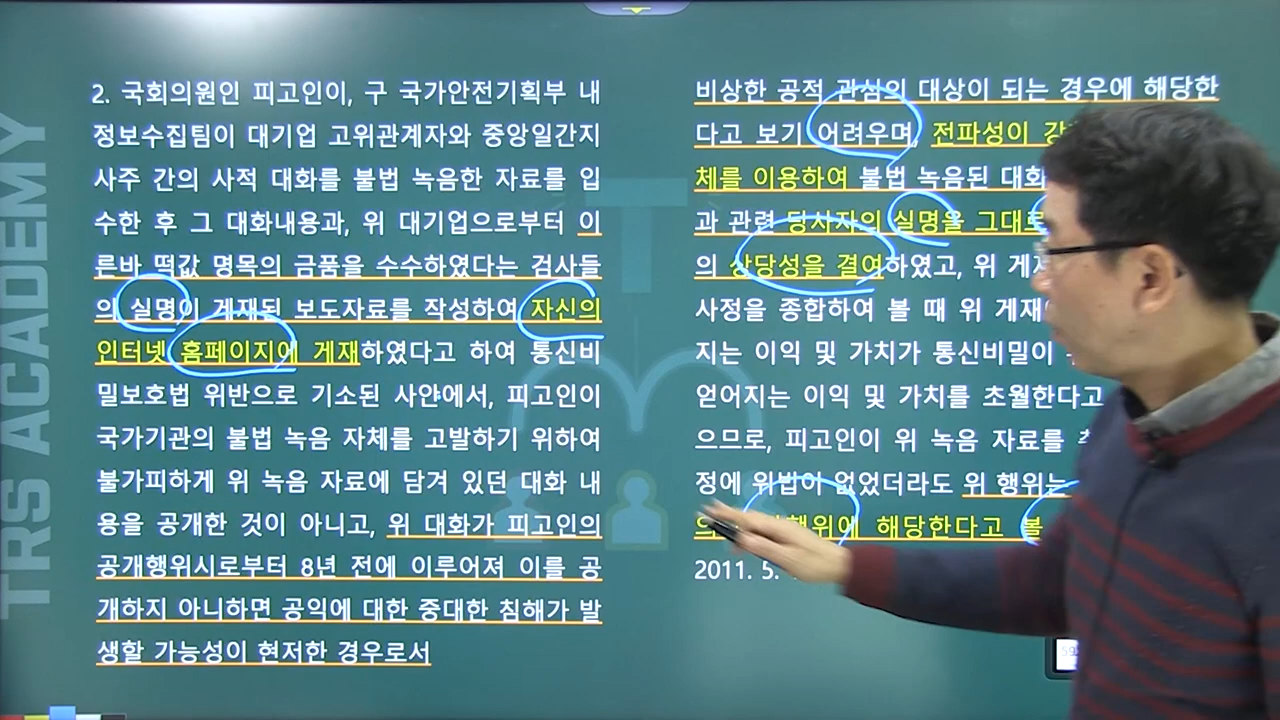 TRS ACADEMY
2. 국회의원인 피고인이, 구 국가안전기획부 내
정보수집팀이 대기업 고위관계자와 중앙일간지
사주 간의 사적 대화를 불법 녹음한 자료를 입
수한 후 그 대화내용과, 위 대기업으로부터 이
른바 떡값 명목의 금품을 수수하였다는 검사들
의 실명이 게재된 보도자료를 작성하여 자신의
인터넷 홈페이지에 게재하였다고 하여 통신비
밀보호법 위반으로 기소된 사안에서, 피고인이
국가기관의 불법 녹음 자체를 고발하기 위하여
불가피하게 위 녹음 자료에 담겨 있던 대화 내
용을 공개한 것이 아니고, 위 대화가 피고인의
공개행위시로부터 8년 전에 이루어져 이를 공
개하지 아니하면 공익에 대한 중대한 침해가 발
생할 가능성이 현저한 경우로서
비상한 공적 관심의 대상이 되는 경우에 해당한
다고 보기 어려우며, 전파성이
체를 이용하여 불법 녹음된 대화
과 관련 당사자의 실명을 그대로
의 상당성을 결여하였고, 위
사정을 종합하여 볼 때 위
지는 이익 및 가치가 통신비밀이
얻어지는 이익 및 가치를 초월한다고
으므로, 피고인이 위 녹음 자료를
정에 위법이 없었더라도 위 행위는
해당한다고 볼
2011. 5.